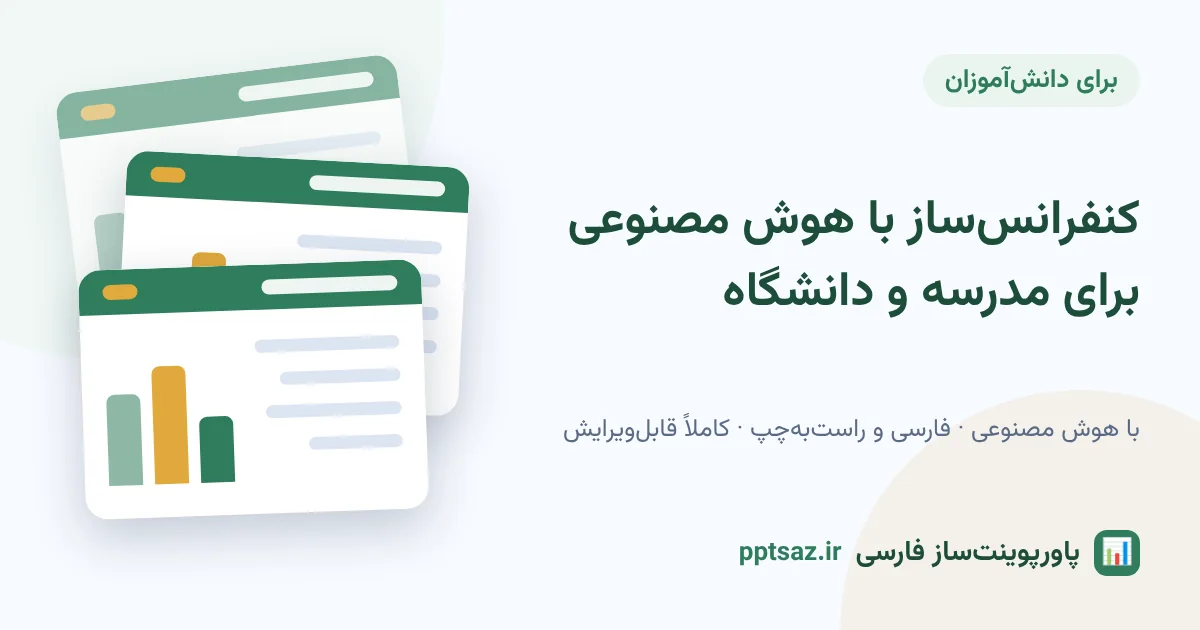 برای دانش‌آموزان
کنفرانس‌ساز با هوش مصنوعی
برای مدرسه و دانشگاه
با هوش مصنوعی · فارسی و راست‌به‌چپ · کاملاً قابل‌ویرایش
پاورپوینت‌ساز فارسی pptsaz.ir